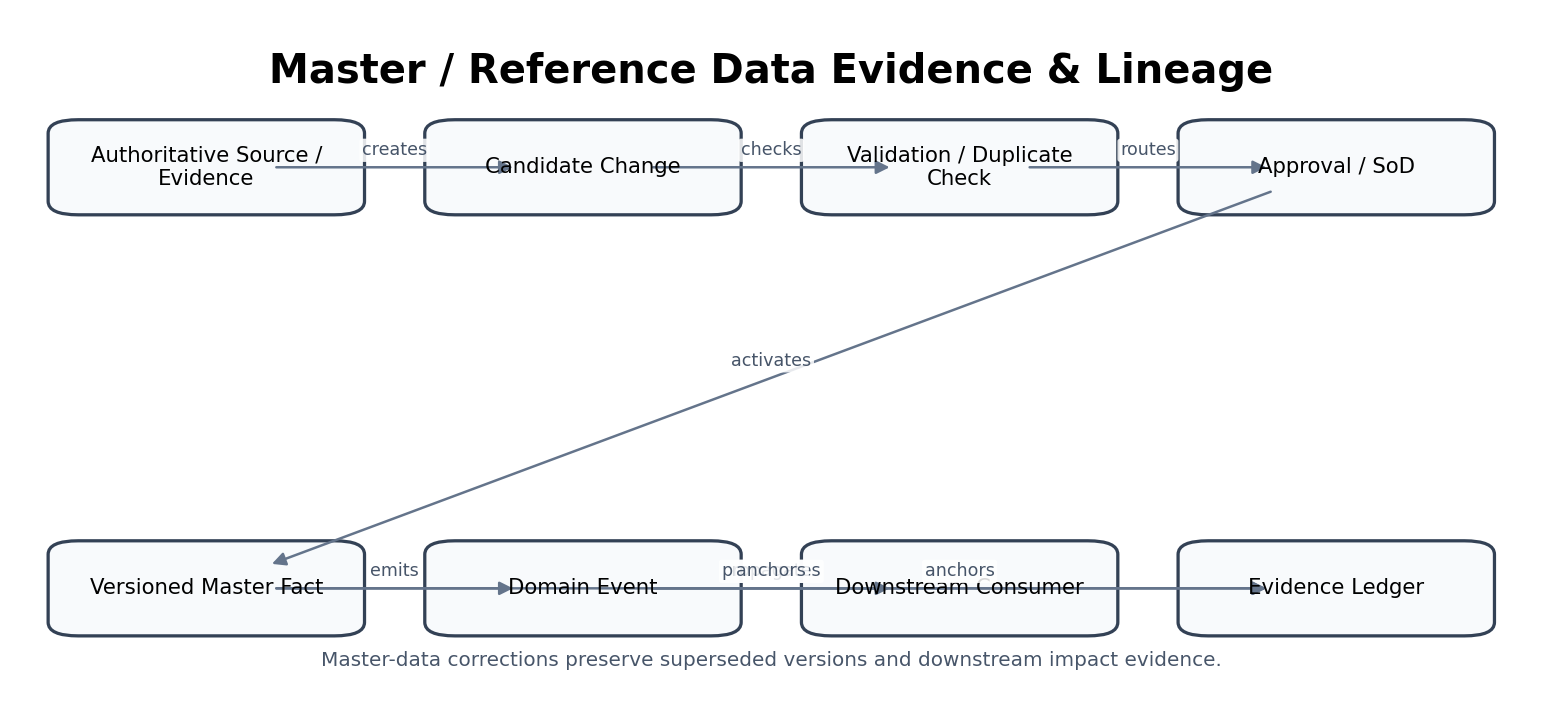 Master / Reference Data Evidence & Lineage
Authoritative Source /
Evidence
creates
Candidate Change
checks
Validation / Duplicate
Check
routes
Approval / SoD
activates
Versioned Master Fact
emits
Domain Event
anchors
Downstream Consumer
anchors
Evidence Ledger
Master-data corrections preserve superseded versions and downstream impact evidence.